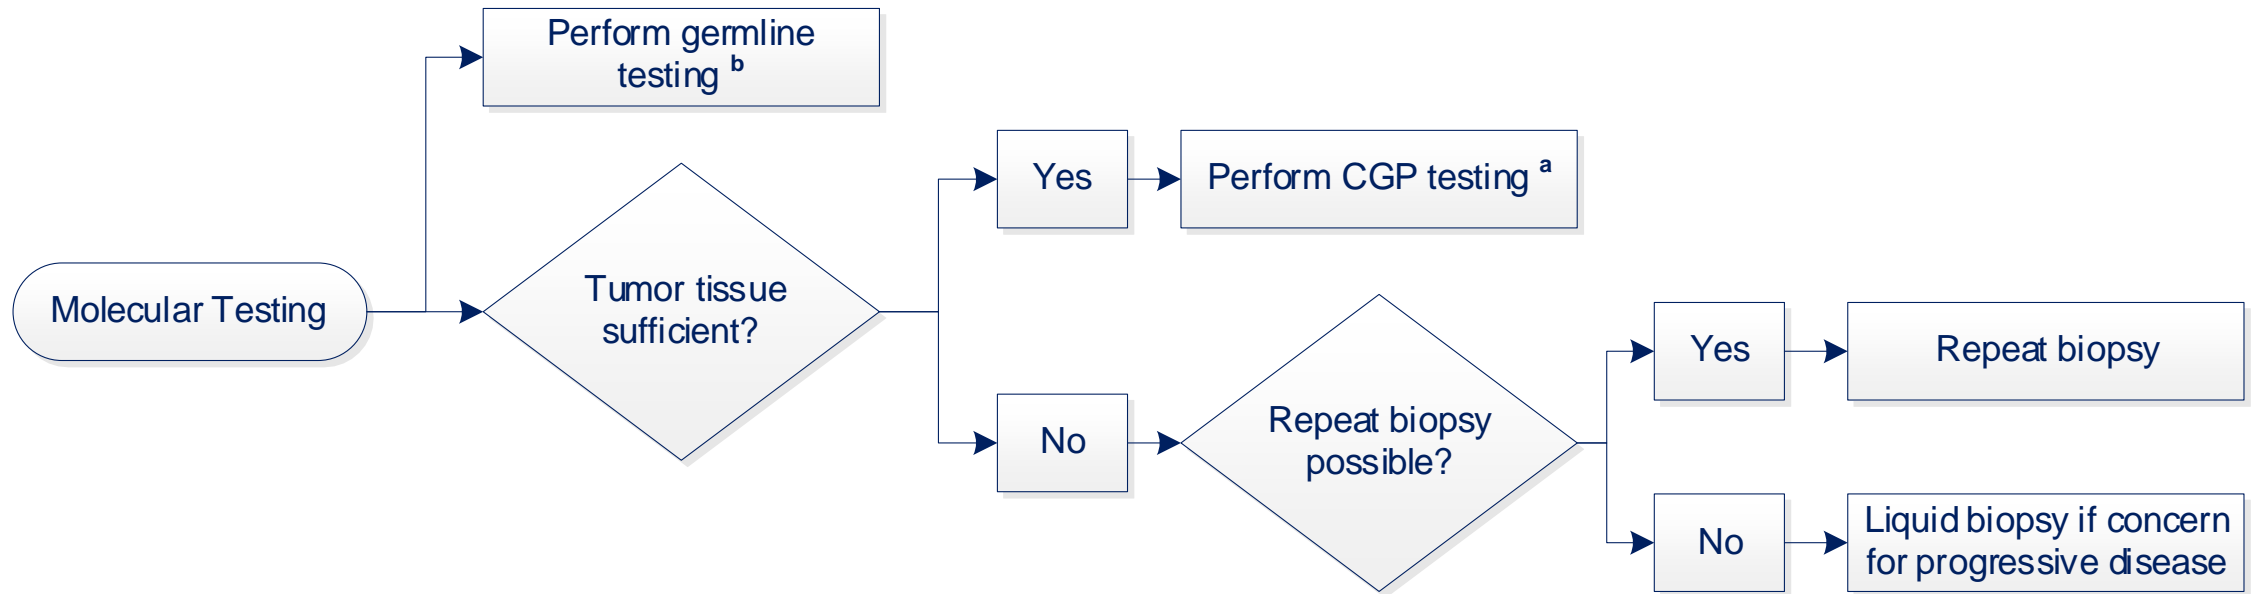 Perform germline
testing b
Yes
Perform CGP testing a
Molecular Testing
Tumor tissue
sufficient?
No
Repeat biopsy
possible?
Yes
Repeat biopsy
No
Liquid biopsy if concern
for progressive disease